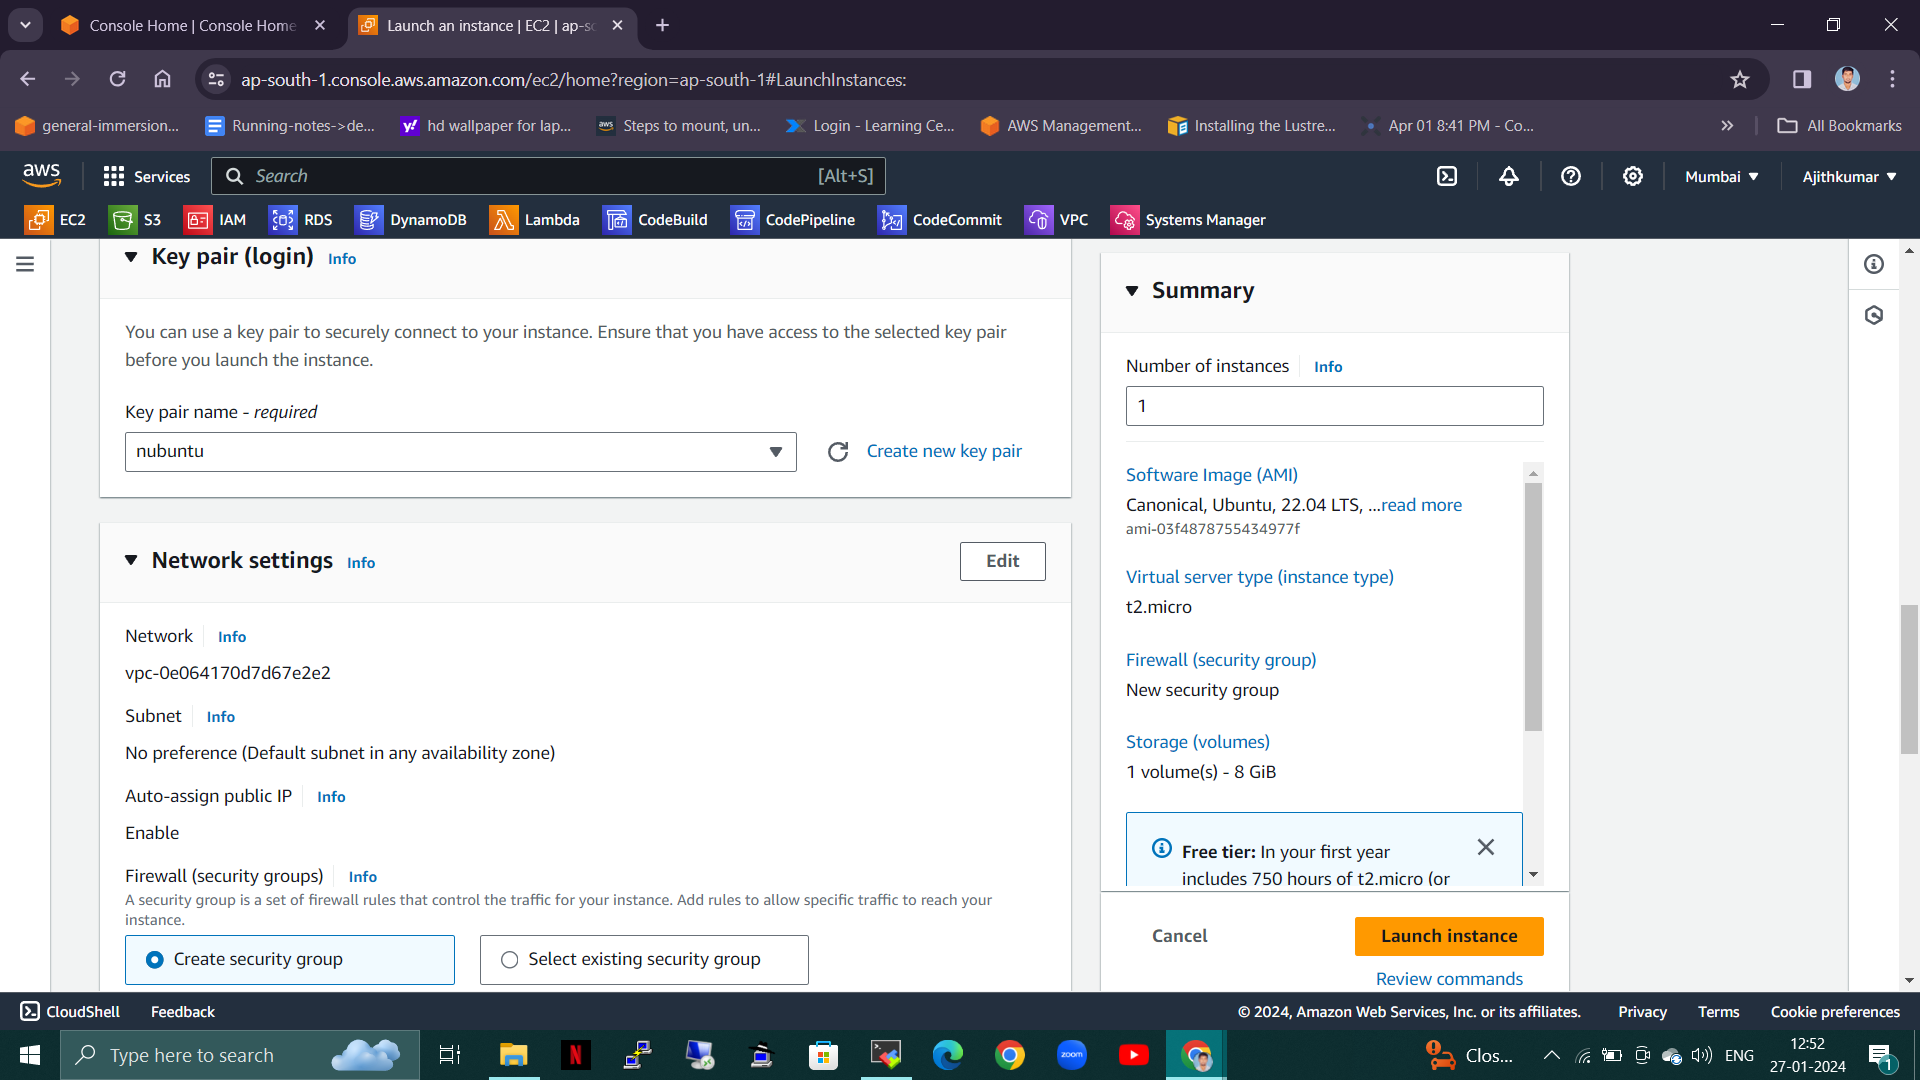 Console Home | Console Home
Launch an instance | EC2 | ap-so
ap-south-1.console.aws.amazon.com/ec2/home?region=ap-south-1#LaunchInstances:
general-immersion...
Running-notes->de...
hd wallpaper for lap...
aws
Steps to mount, un...
Login - Learning Ce...
AWS Management...
Installing the Lustre...
Apr 01 8:41 PM - Co...
All Bookmarks
aws
Services
Search
[Alt+S]
Mumbai
Ajithkumar
EC2
S3
IAM
RDS
DynamoDB
Lambda
CodeBuild
CodePipeline
CodeCommit
VPC
Systems Manager
Key pair (login) Info
You can use a key pair to securely connect to your instance. Ensure that you have access to the selected key pair
before you launch the instance.
Key pair name - required
nubuntu
Create new key pair
Network settings Info
Edit
Network Info
vpc-0e064170d7d67e2e2
Subnet Info
No preference (Default subnet in any availability zone)
Auto-assign public IP Info
Enable
Firewall (security groups) Info
A security group is a set of firewall rules that control the traffic for your instance. Add rules to allow specific traffic to reach your
instance.
Create security group
Select existing security group
Summary
Number of instances Info
1
Software Image (AMI)
Canonical, Ubuntu, 22.04 LTS, ...read more
ami-03f4878755434977f
Virtual server type (instance type)
t2.micro
Firewall (security group)
New security group
Storage (volumes)
1 volume(s) - 8 GiB
Free tier: In your first year
includes 750 hours of t2.micro (or
Cancel
Launch instance
Review commands
CloudShell
Feedback
© 2024, Amazon Web Services, Inc. or its affiliates.
Privacy
Terms
Cookie preferences
Type here to search
zoom
Clos...
ENG
12:52
27-01-2024
1